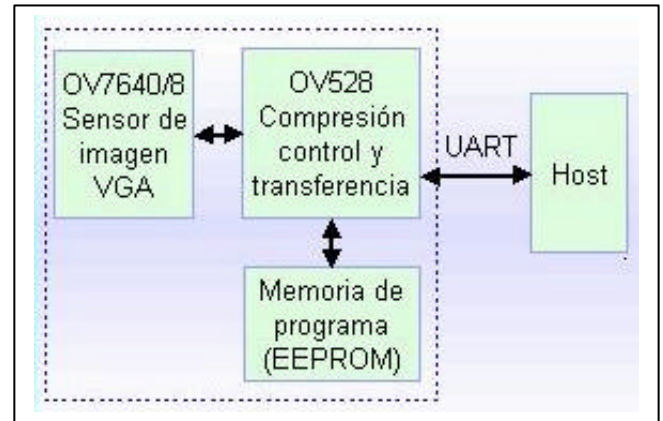 OV7640/8
Sensor de
imagen
VGA
OV528
Compresión
control y
transferencia
UART
Host
Memoria de
programa
(EEPROM)